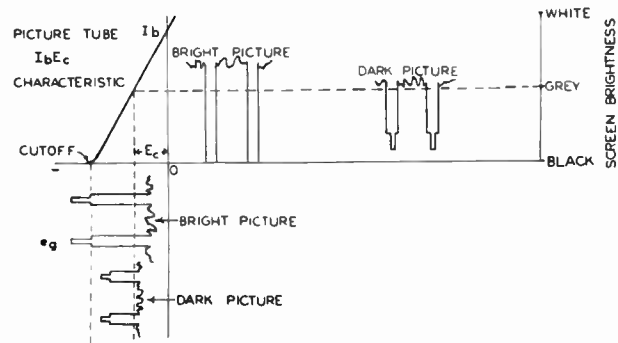 PICTURE TUBE
IbEc
CHARACTERISTIC
Ib
BRIGHT PICTURE
DARK PICTURE
WHITE
GREY
BLACK
SCREEN BRIGHTNESS
CUTOFF
Ec
-
O
eg
BRIGHT PICTURE
DARK PICTURE